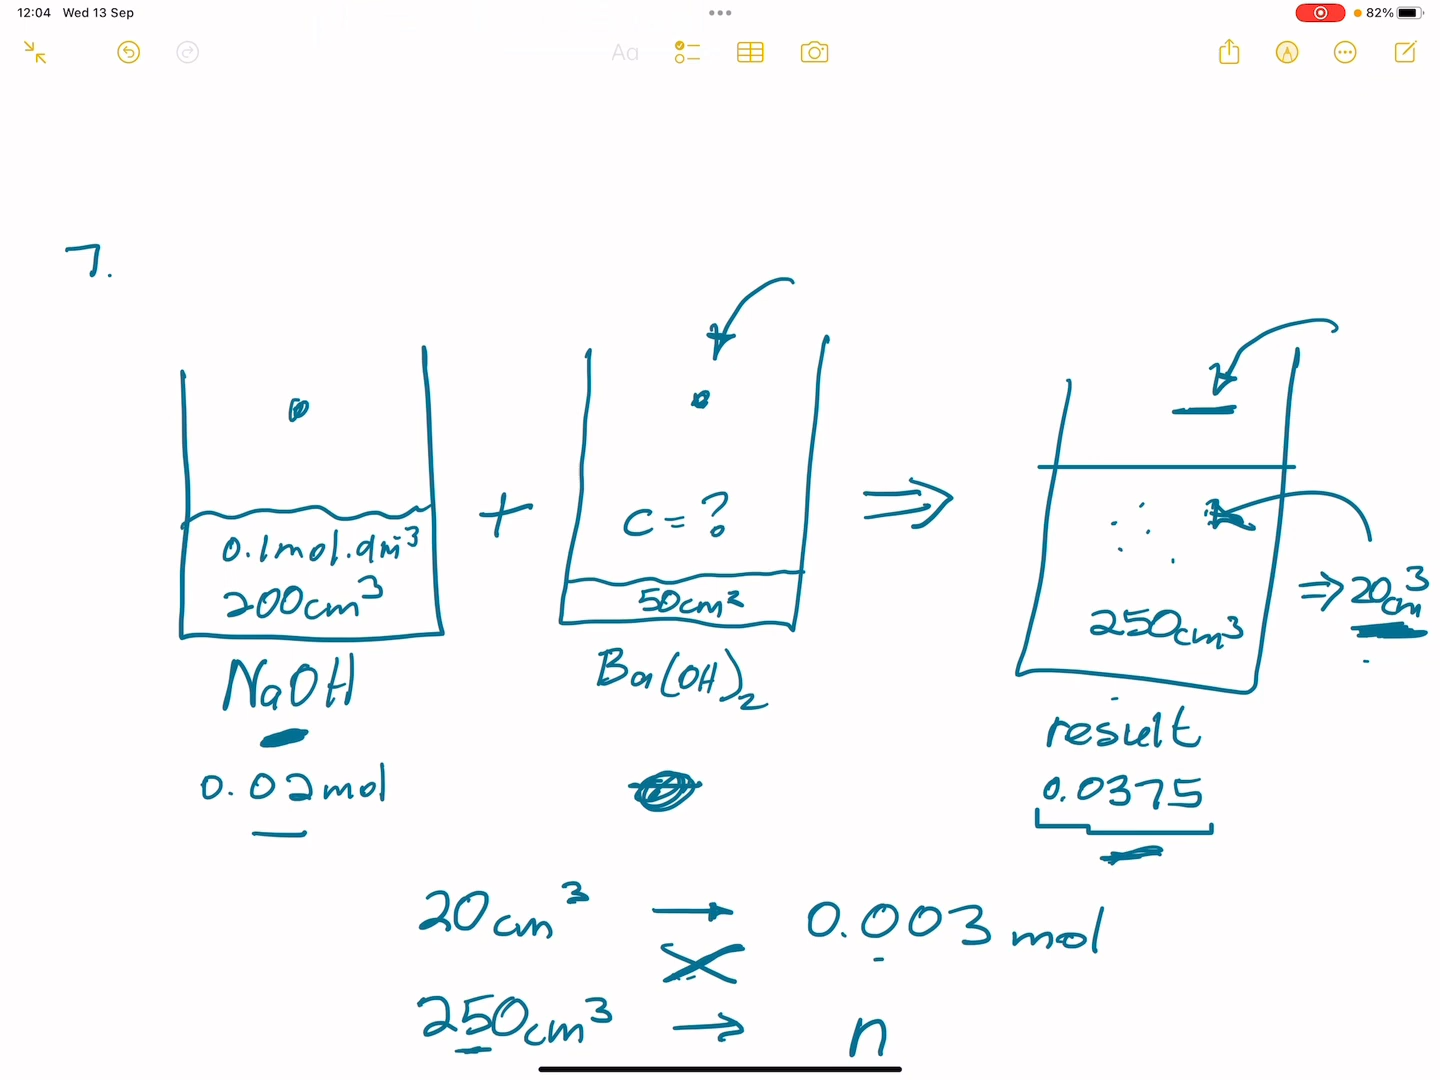 12:04 Wed 13 Sep
82%
Aa
7.
0.1mol.dm⁻³
200cm³
NaOH
0.02mol
+
c = ?
50cm²
Ba(OH)₂
⇒
250cm³
⇒ 20cm³
result
0.0375
20cm³ → 0.003 mol
250cm³ → n